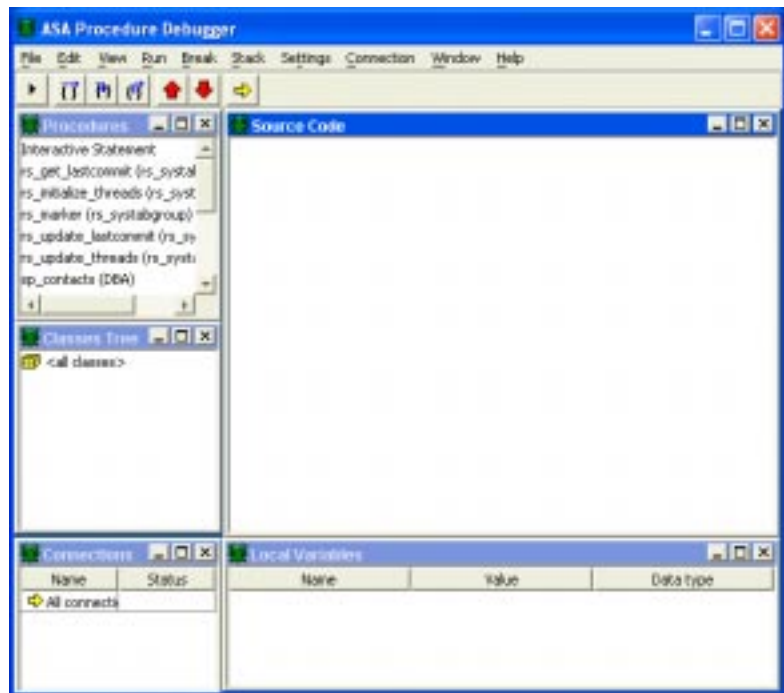 ASA Procedure Debugger
File Edit View Run Break Stack Settings Connection Window Help
Procedures
Source Code
Interactive Statement
rs_get_lastcommit (rs_systal
rs_initialize_threads (rs_syst
rs_marker (rs_systabgroup)
rs_update_lastcommit (rs_sy
rs_update_threads (rs_syst
sp_contacts (DBA)
Classes Tree
<all classes>
Connections
Local Variables
Name Status
Name Value Data type
All connecti